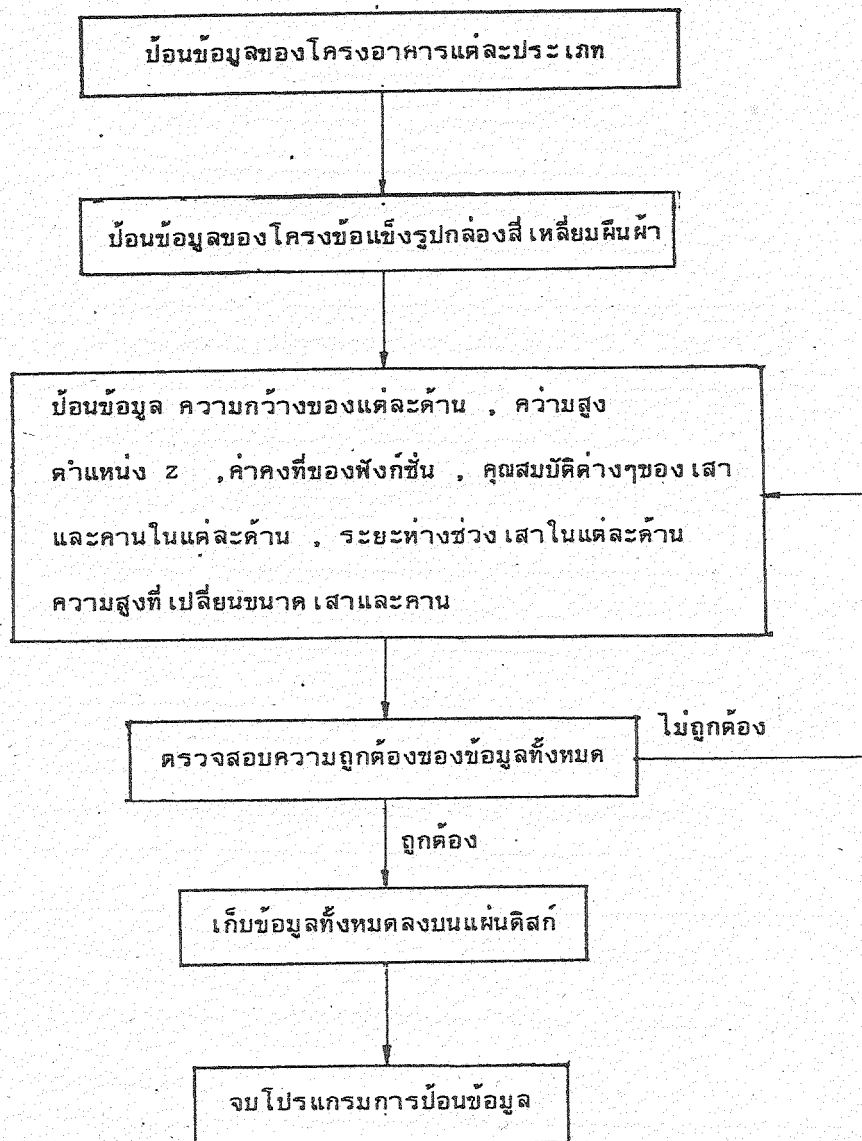 ป้อนข้อมูลของโครงอาคารแต่ละประเภท
ป้อนข้อมูลของโครงข้อแข็งรูปกล่องสี่เหลี่ยมผืนผ้า
ป้อนข้อมูล ความกว้างของแต่ละด้าน , ความสูง
ตำแหน่ง z ,ค่าคงที่ของฟังก์ชั่น , คุณสมบัติต่างๆของเสา
และคานในแต่ละด้าน , ระยะห่างช่วงเสาในแต่ละด้าน
ความสูงที่เปลี่ยนขนาดเสาและคาน
ไม่ถูกต้อง
ตรวจสอบความถูกต้องของข้อมูลทั้งหมด
ถูกต้อง
เก็บข้อมูลทั้งหมดลงบนแผ่นดิสก์
จบโปรแกรมการป้อนข้อมูล